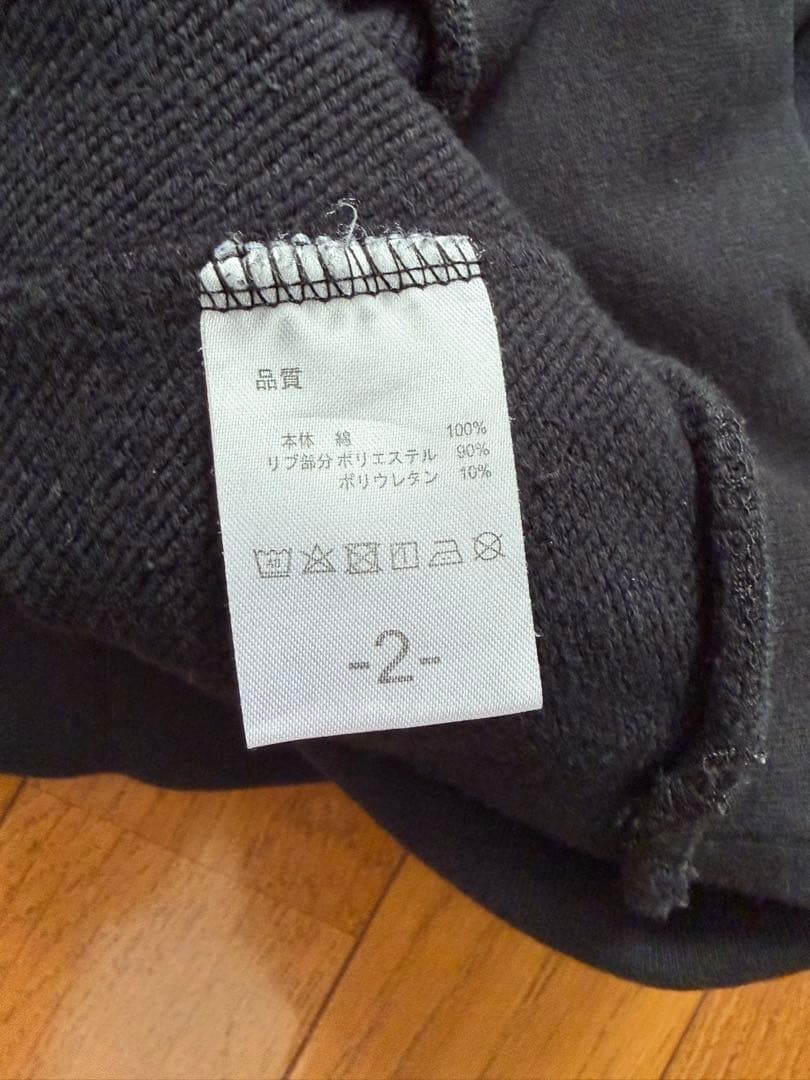 品質
本体 綿 100%
リブ部分 ポリエステル 90%
ポリウレタン 10%
40
-2-